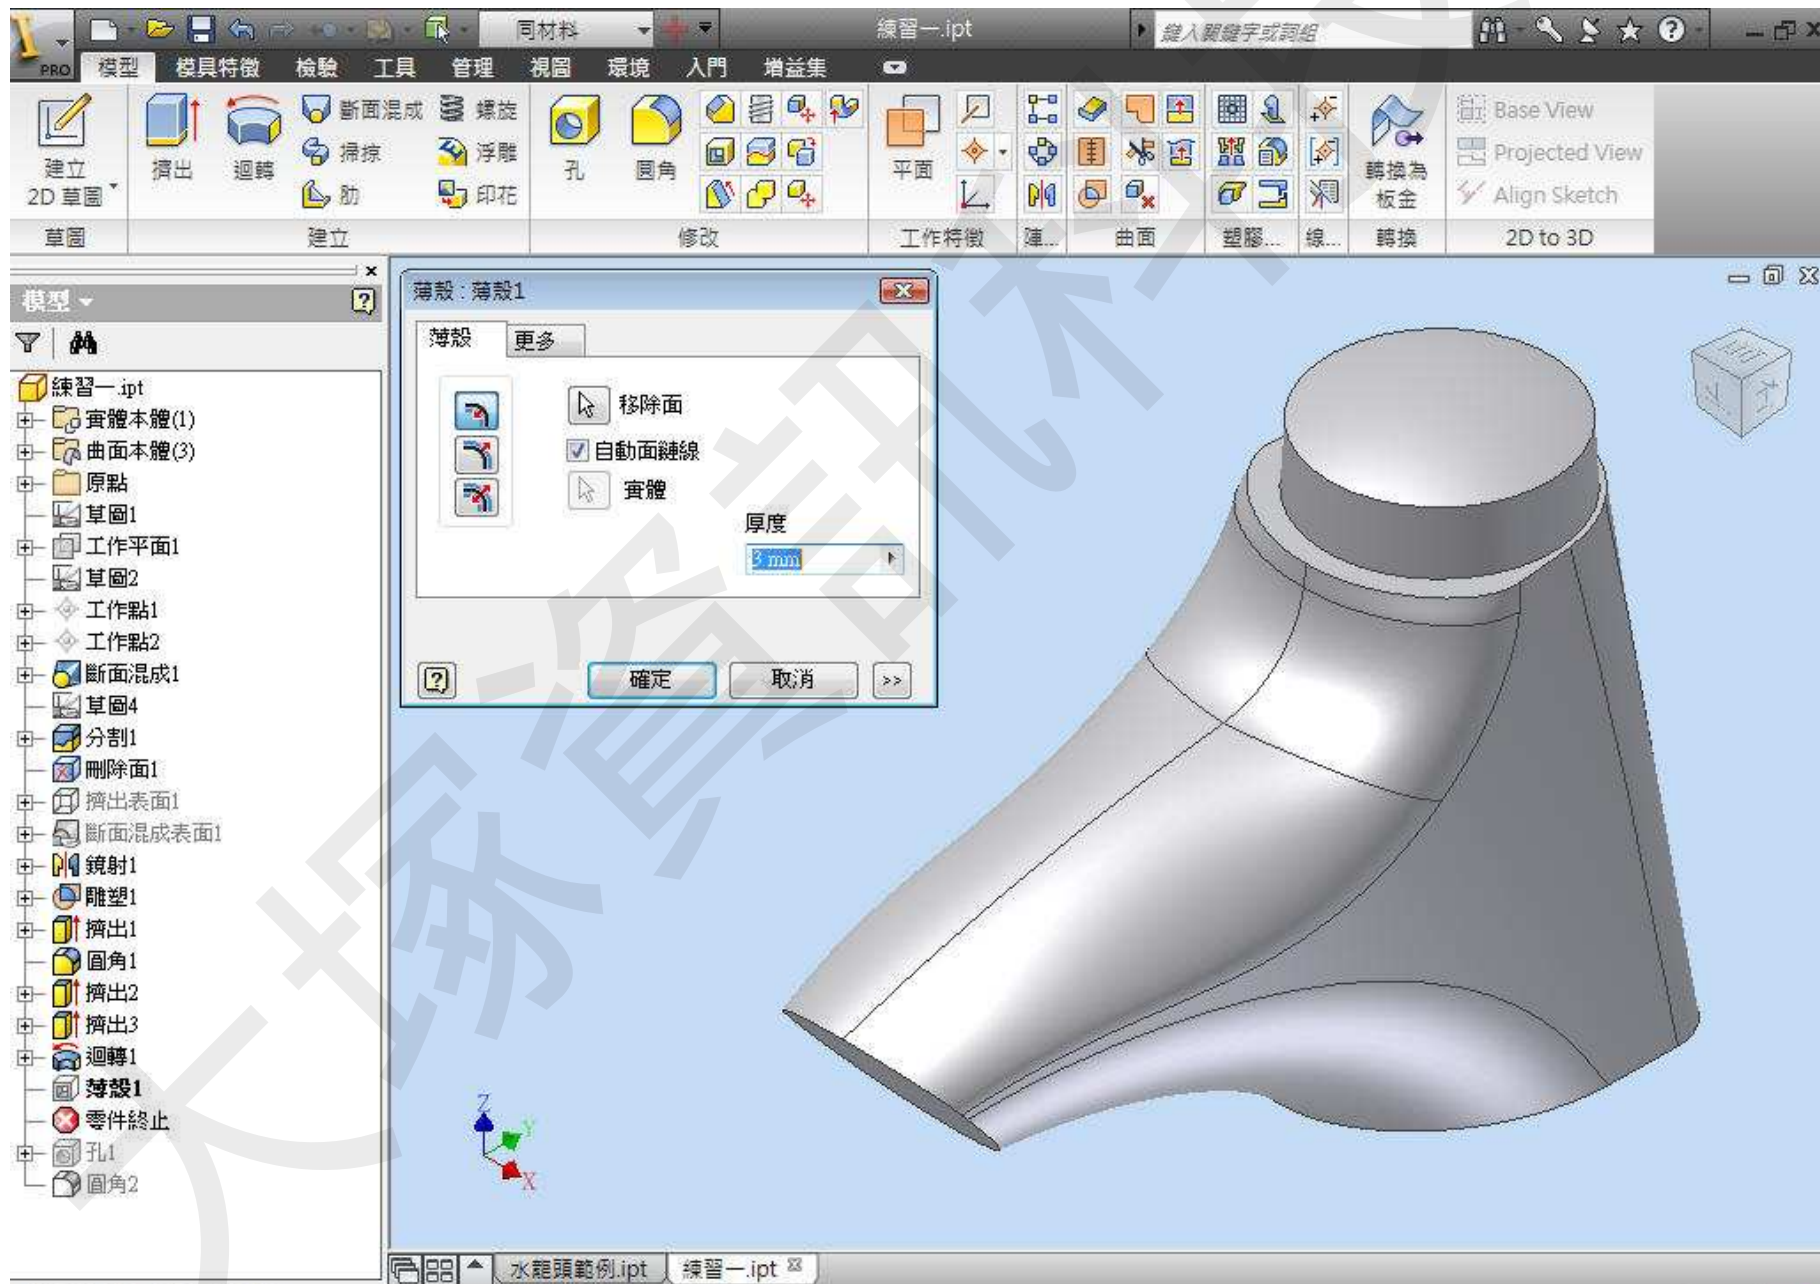 同材料
練習一.ipt
鍵入關鍵字或詞組
PRO
模型
模具特徵
檢驗
工具
管理
視圖
環境
入門
增益集
建立
2D 草圖
擠出
迴轉
斷面混成
掃掠
肋
螺旋
浮雕
印花
孔
圓角
平面
轉換為
板金
Base View
Projected View
Align Sketch
草圖
建立
修改
工作特徵
陣...
曲面
塑膠...
線...
轉換
2D to 3D
模型
練習一.ipt
實體本體(1)
曲面本體(3)
原點
草圖1
工作平面1
草圖2
工作點1
工作點2
斷面混成1
草圖4
分割1
刪除面1
擠出表面1
斷面混成表面1
鏡射1
雕塑1
擠出1
圓角1
擠出2
擠出3
迴轉1
薄殼1
零件終止
孔1
圓角2
薄殼 : 薄殼1
薄殼
更多
移除面
自動面鏈線
實體
厚度
3 mm
確定
取消
>>
Z
Y
X
水龍頭範例.ipt
練習一.ipt
大塚資訊科技